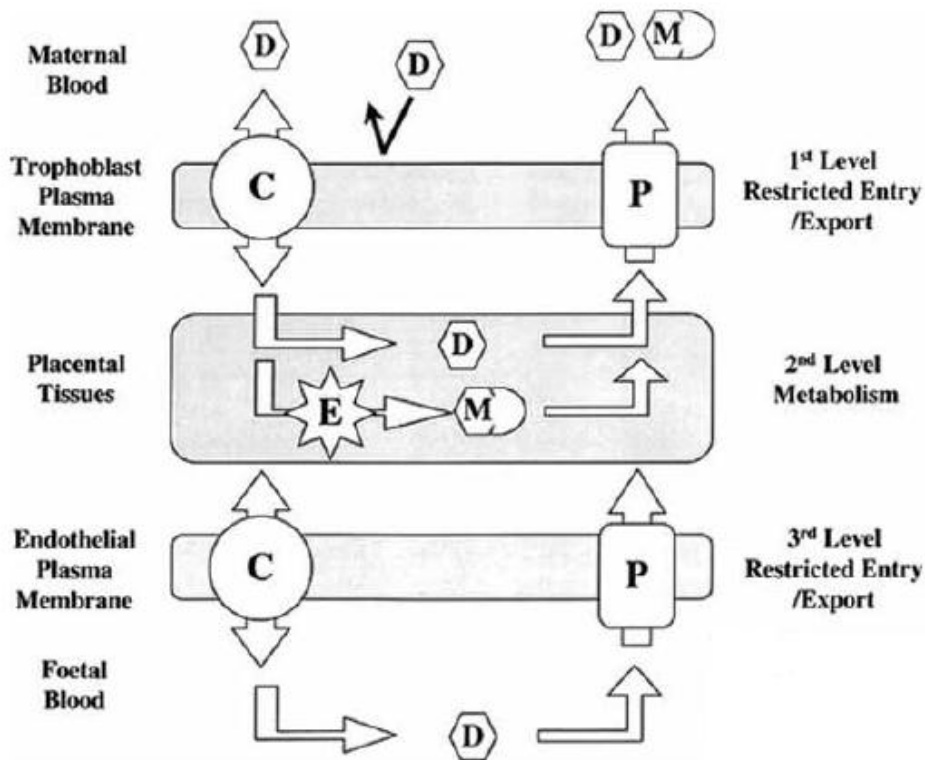 D
D
D M
Maternal
Blood
Trophoblast
Plasma
Membrane
C
P
1st Level
Restricted Entry
/Export
Placental
Tissues
D
E
M
2nd Level
Metabolism
Endothelial
Plasma
Membrane
C
P
3rd Level
Restricted Entry
/Export
Foetal
Blood
D